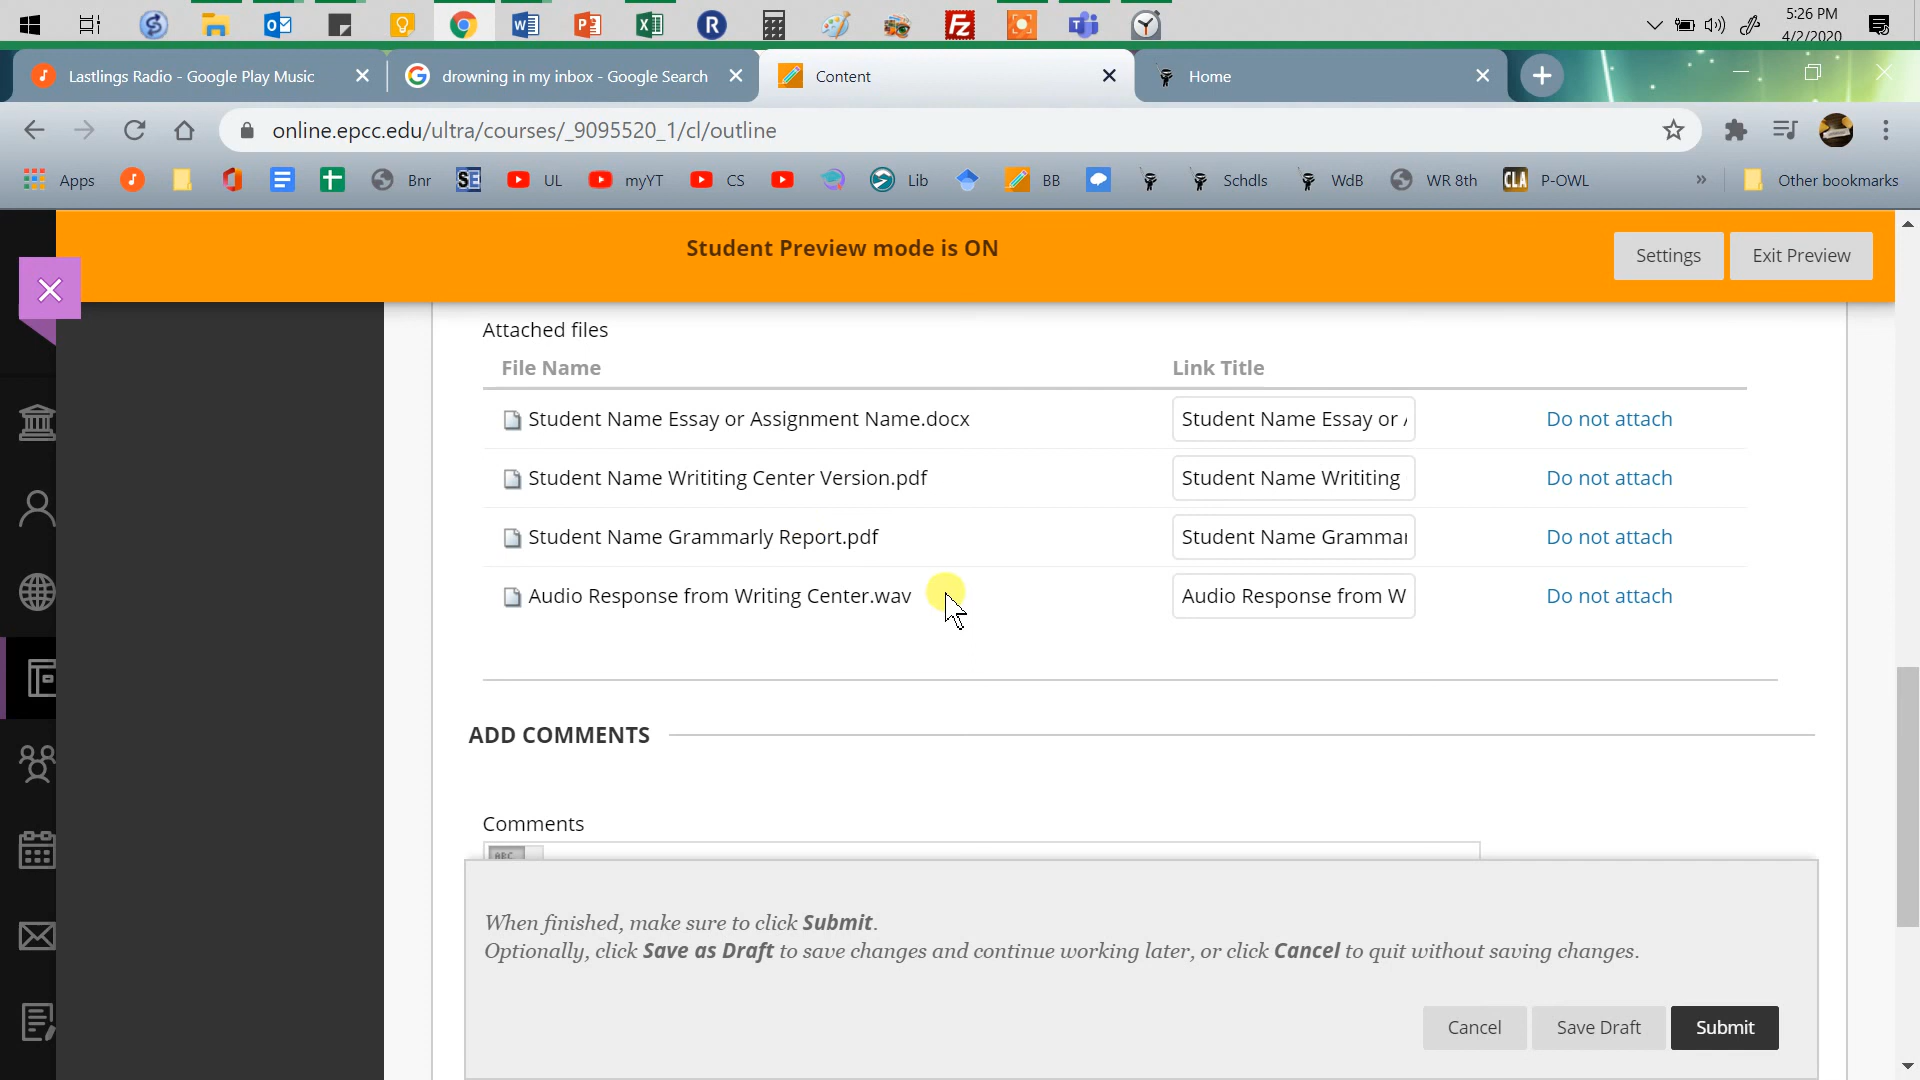 5:26 PM
4/2/2020
Lastlings Radio - Google Play Music
drowning in my inbox - Google Search
Content
Home
online.epcc.edu/ultra/courses/_9095520_1/cl/outline
Apps
Bnr
SE
UL
myYT
CS
Lib
BB
Schdls
WdB
WR 8th
CLA
P-OWL
»
Other bookmarks
Student Preview mode is ON
Settings
Exit Preview
Attached files
File Name
Link Title
Student Name Essay or Assignment Name.docx
Student Name Essay or A
Do not attach
Student Name Writiting Center Version.pdf
Student Name Writiting
Do not attach
Student Name Grammarly Report.pdf
Student Name Grammar
Do not attach
Audio Response from Writing Center.wav
Audio Response from W
Do not attach
ADD COMMENTS
Comments
ABC
When finished, make sure to click Submit.
Optionally, click Save as Draft to save changes and continue working later, or click Cancel to quit without saving changes.
Cancel
Save Draft
Submit